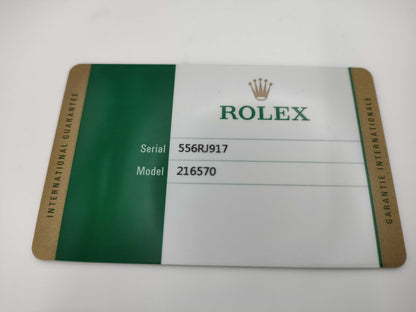 INTERNATIONAL GUARANTEE
ROLEX
Serial 556RJ917
Model 216570
GARANTIE INTERNATIONALE